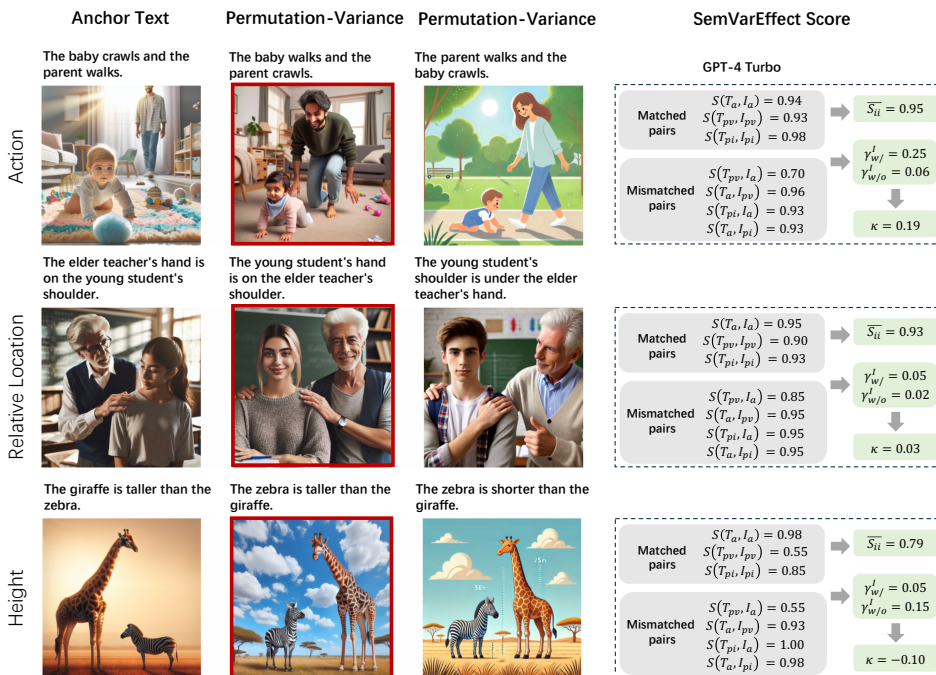 Anchor Text
Permutation-Variance
Permutation-Variance
SemVarEffect Score
Action
The baby crawls and the
parent walks.
The baby walks and the
parent crawls.
The parent walks and the
baby crawls.
GPT-4 Turbo
Matched
pairs
S(T_a, I_a) = 0.94
S(T_pv, I_pv) = 0.93
S(T_pi, I_pi) = 0.98
Mismatched
pairs
S(T_pv, I_a) = 0.70
S(T_a, I_pv) = 0.96
S(T_pi, I_a) = 0.93
S(T_a, I_pi) = 0.93
\overline{S_ii} = 0.95
γ^I_w/ = 0.25
γ^I_w/o = 0.06
κ = 0.19
Relative Location
The elder teacher's hand is
on the young student's
shoulder.
The young student's hand
is on the elder teacher's
shoulder.
The young student's
shoulder is under the elder
teacher's hand.
Matched
pairs
S(T_a, I_a) = 0.95
S(T_pv, I_pv) = 0.90
S(T_pi, I_pi) = 0.93
Mismatched
pairs
S(T_pv, I_a) = 0.85
S(T_a, I_pv) = 0.95
S(T_pi, I_a) = 0.95
S(T_a, I_pi) = 0.95
\overline{S_ii} = 0.93
γ^I_w/ = 0.05
γ^I_w/o = 0.02
κ = 0.03
Height
The giraffe is taller than the
zebra.
The zebra is taller than the
giraffe.
The zebra is shorter than the
giraffe.
Matched
pairs
S(T_a, I_a) = 0.98
S(T_pv, I_pv) = 0.55
S(T_pi, I_pi) = 0.85
Mismatched
pairs
S(T_pv, I_a) = 0.55
S(T_a, I_pv) = 0.93
S(T_pi, I_a) = 1.00
S(T_a, I_pi) = 0.98
\overline{S_ii} = 0.79
γ^I_w/ = 0.05
γ^I_w/o = 0.15
κ = −0.10